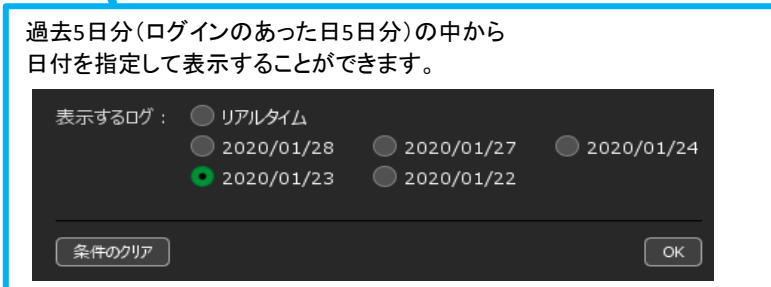 過去5日分（ログインのあった日5日分）の中から
日付を指定して表示することができます。
表示するログ： リアルタイム
2020/01/28 2020/01/27 2020/01/24
2020/01/23 2020/01/22
条件のクリア OK